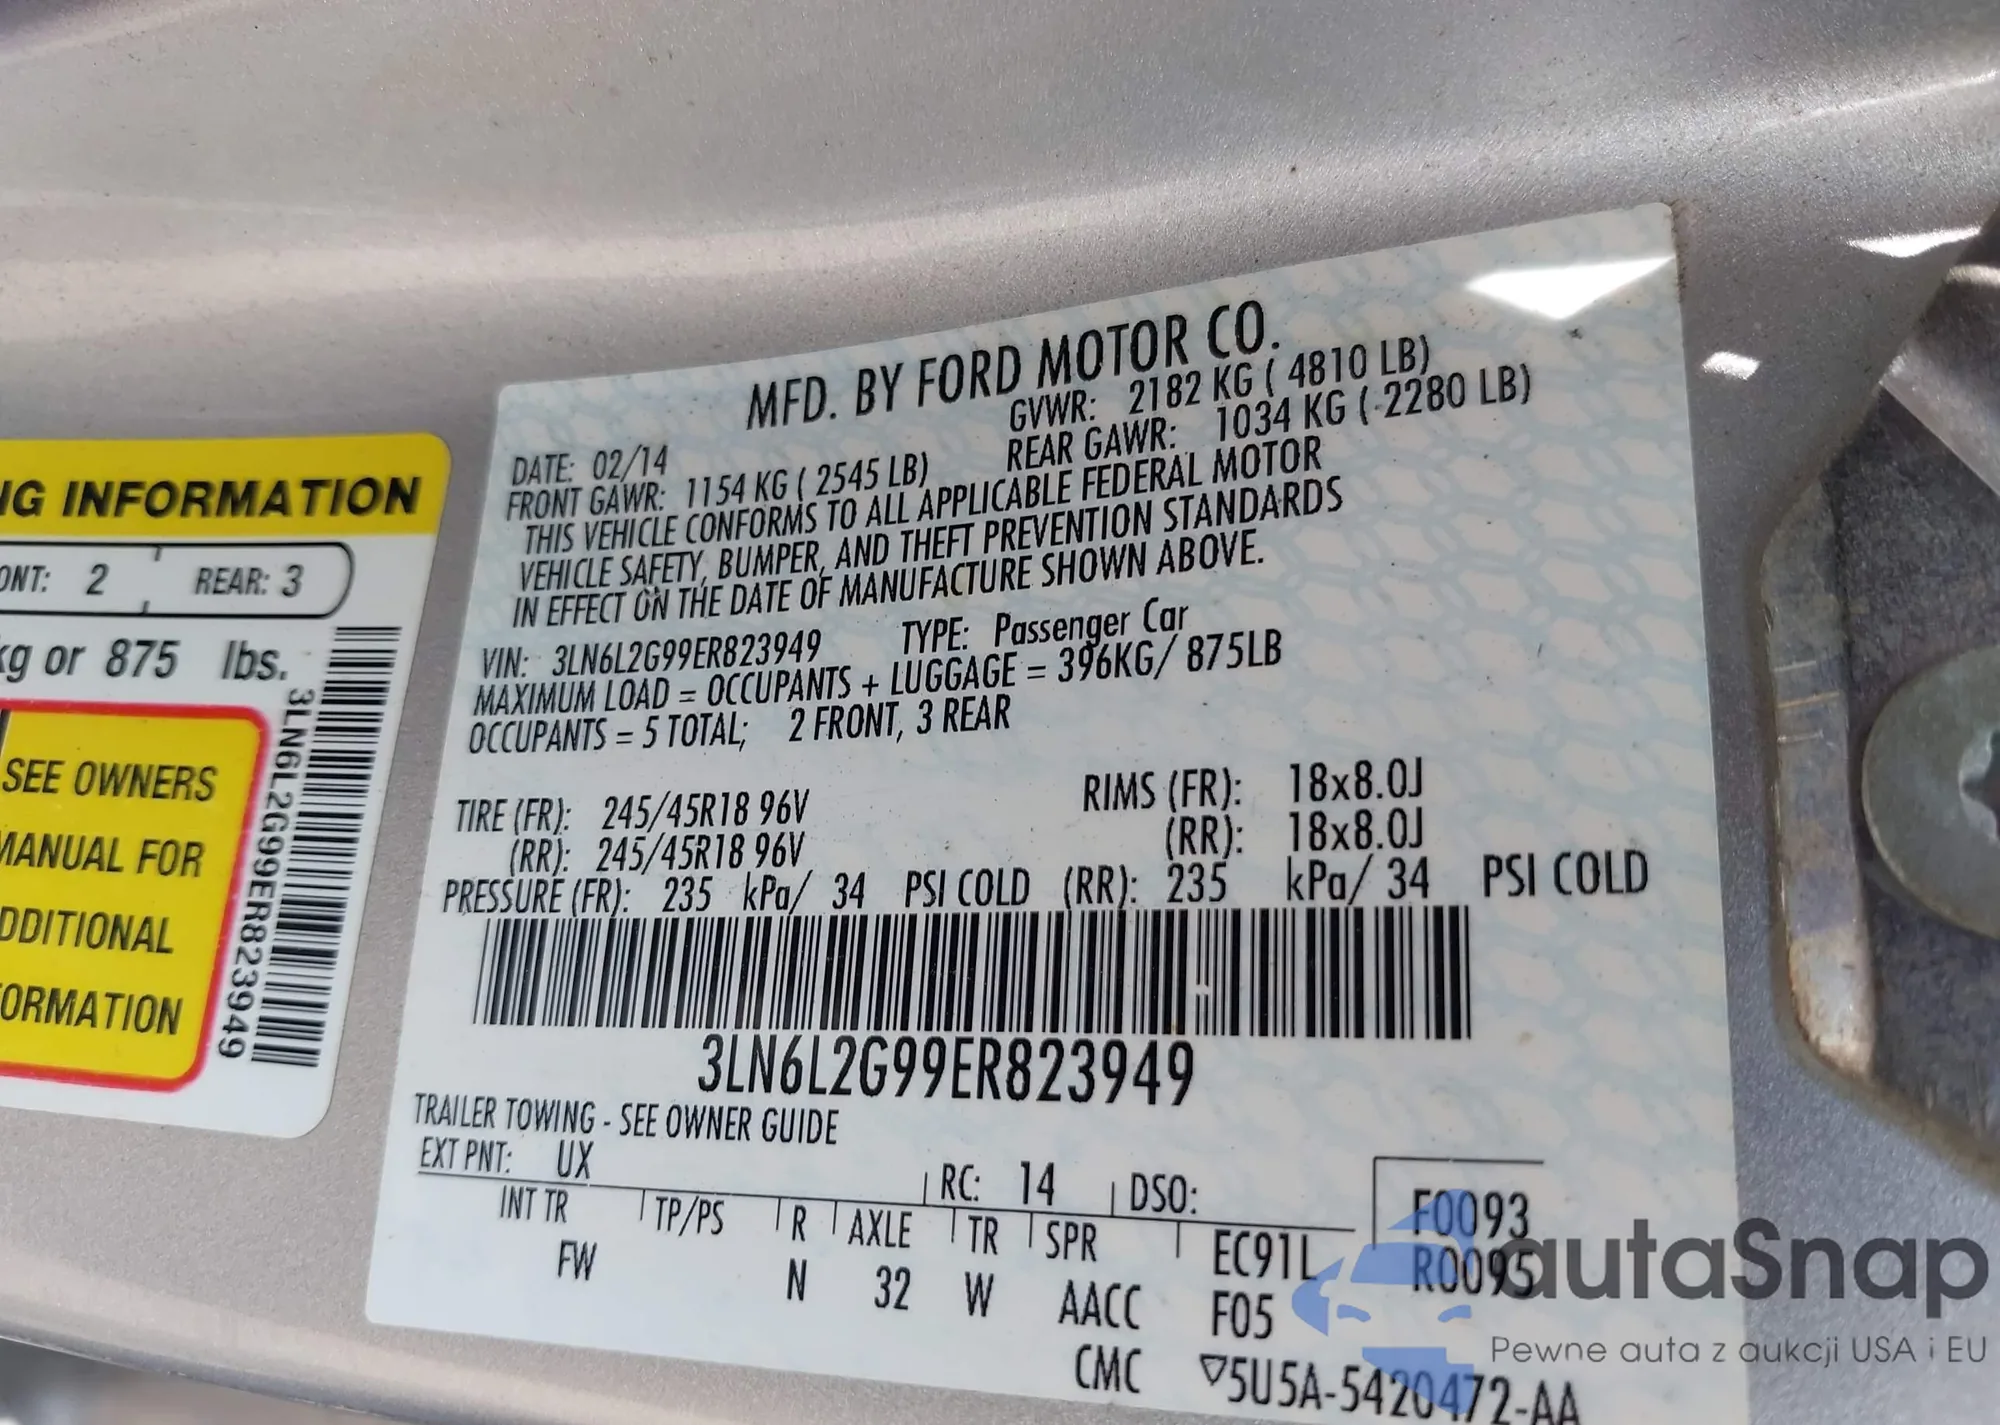 NG INFORMATION
ONT: 2 REAR: 3
kg or 875 lbs.
SEE OWNERS
MANUAL FOR
DDITIONAL
FORMATION
3LN6L2G99ER823949
MFD. BY FORD MOTOR CO.
DATE: 02/14 GVWR: 2182 KG ( 4810 LB)
FRONT GAWR: 1154 KG ( 2545 LB) REAR GAWR: 1034 KG ( 2280 LB)
THIS VEHICLE CONFORMS TO ALL APPLICABLE FEDERAL MOTOR
VEHICLE SAFETY, BUMPER, AND THEFT PREVENTION STANDARDS
IN EFFECT ON THE DATE OF MANUFACTURE SHOWN ABOVE.
VIN: 3LN6L2G99ER823949 TYPE: Passenger Car
MAXIMUM LOAD = OCCUPANTS + LUGGAGE = 396KG/ 875LB
OCCUPANTS = 5 TOTAL; 2 FRONT, 3 REAR
TIRE (FR): 245/45R18 96V RIMS (FR): 18x8.0J
(RR): 245/45R18 96V (RR): 18x8.0J
PRESSURE (FR): 235 kPa/ 34 PSI COLD (RR): 235 kPa/ 34 PSI COLD
3LN6L2G99ER823949
TRAILER TOWING - SEE OWNER GUIDE
EXT PNT: UX RC: 14 DSO: F0093
INT TR TP/PS R AXLE TR SPR EC91L R0095
FW N 32 W AACC F05
CMC ▽5U5A-5420472-AA
autaSnap
Pewne auta z aukcji USA i EU